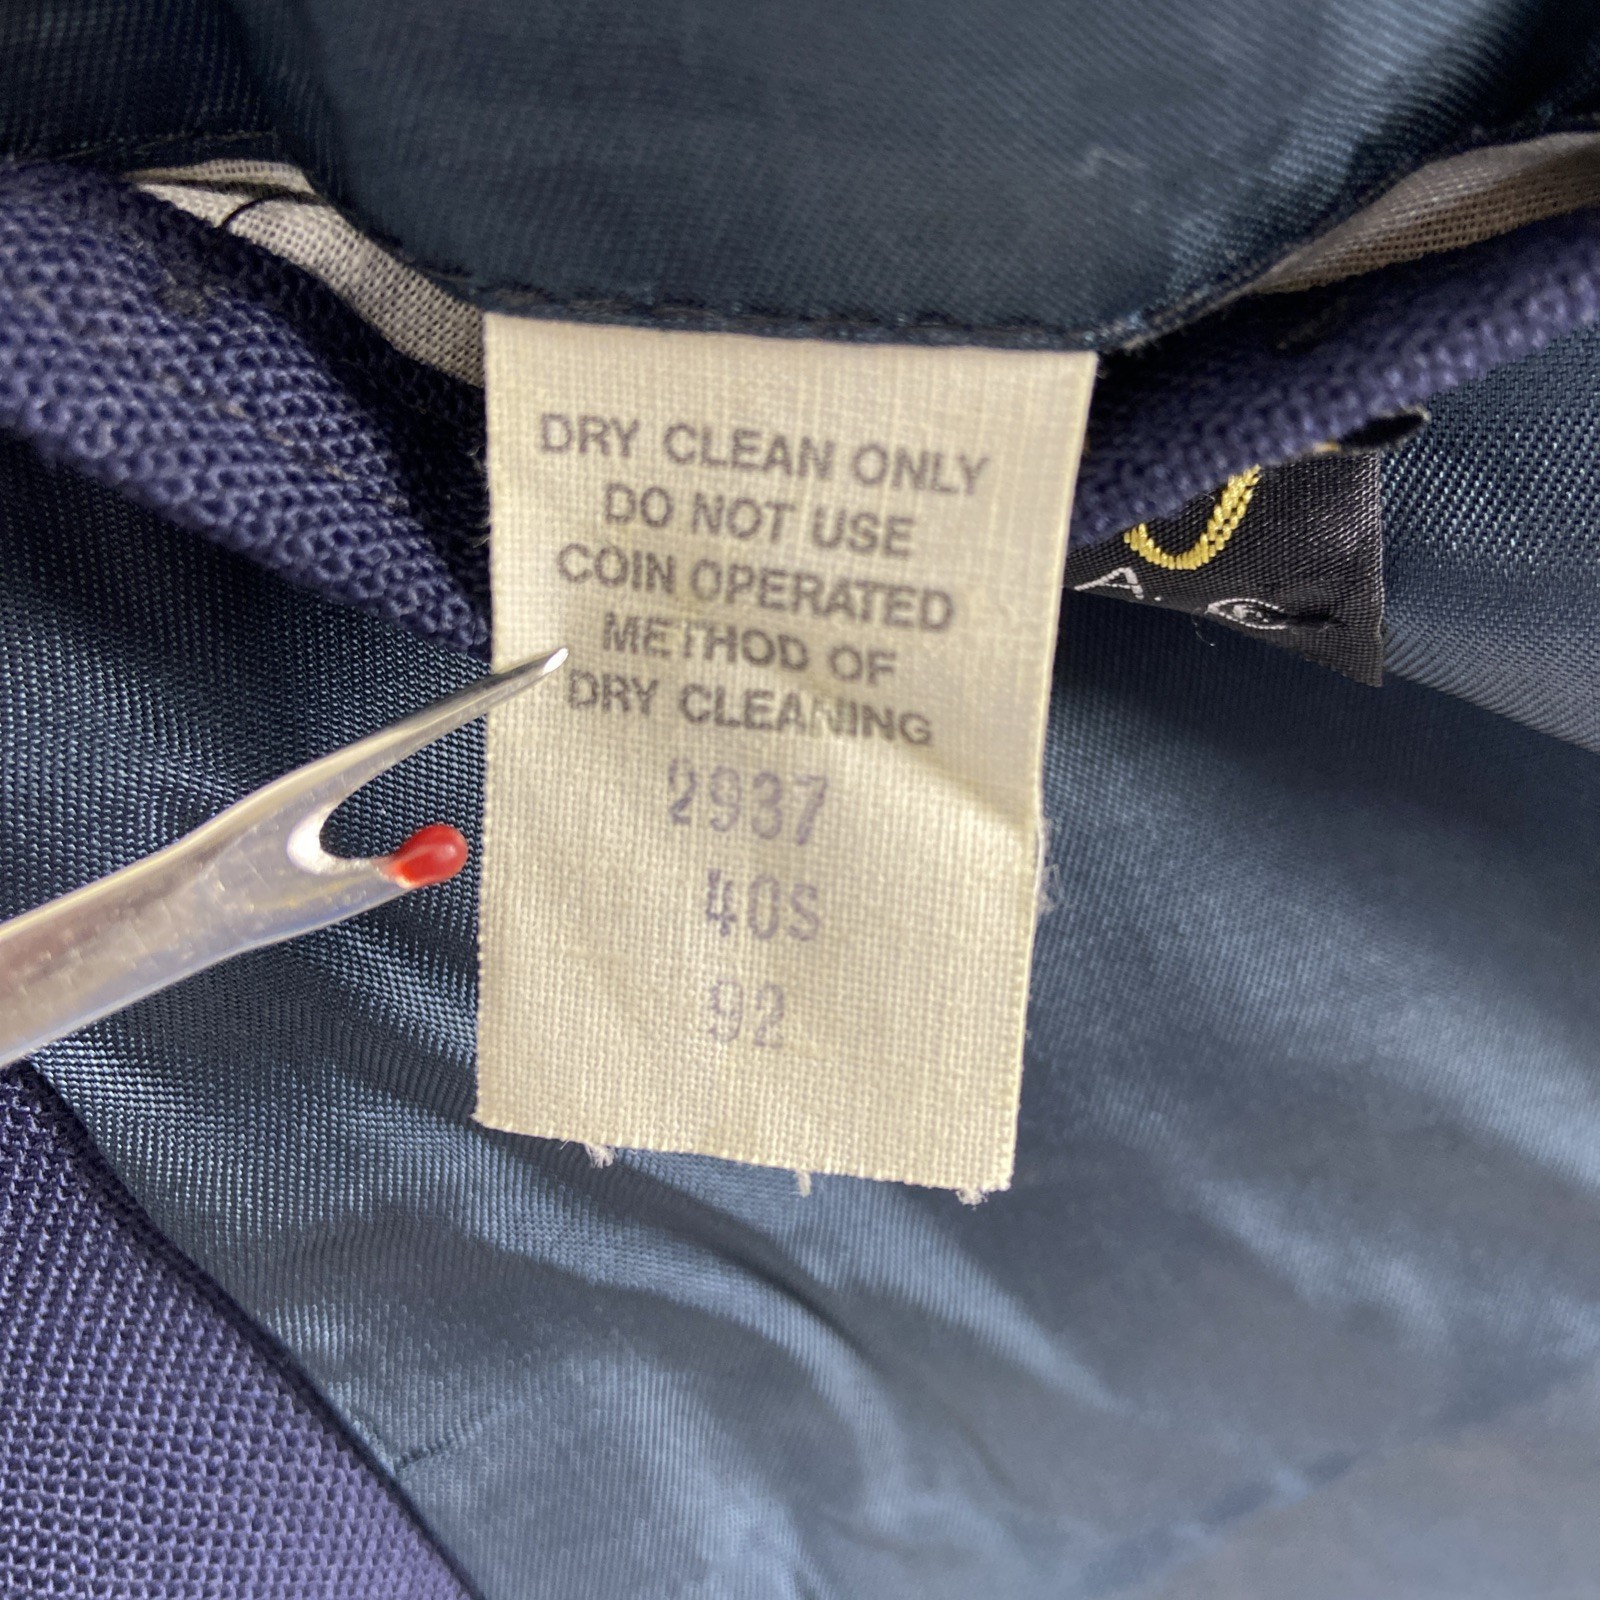 DRY CLEAN ONLY
DO NOT USE
COIN OPERATED
METHOD OF
DRY CLEANING
2937
40S
92
A. G